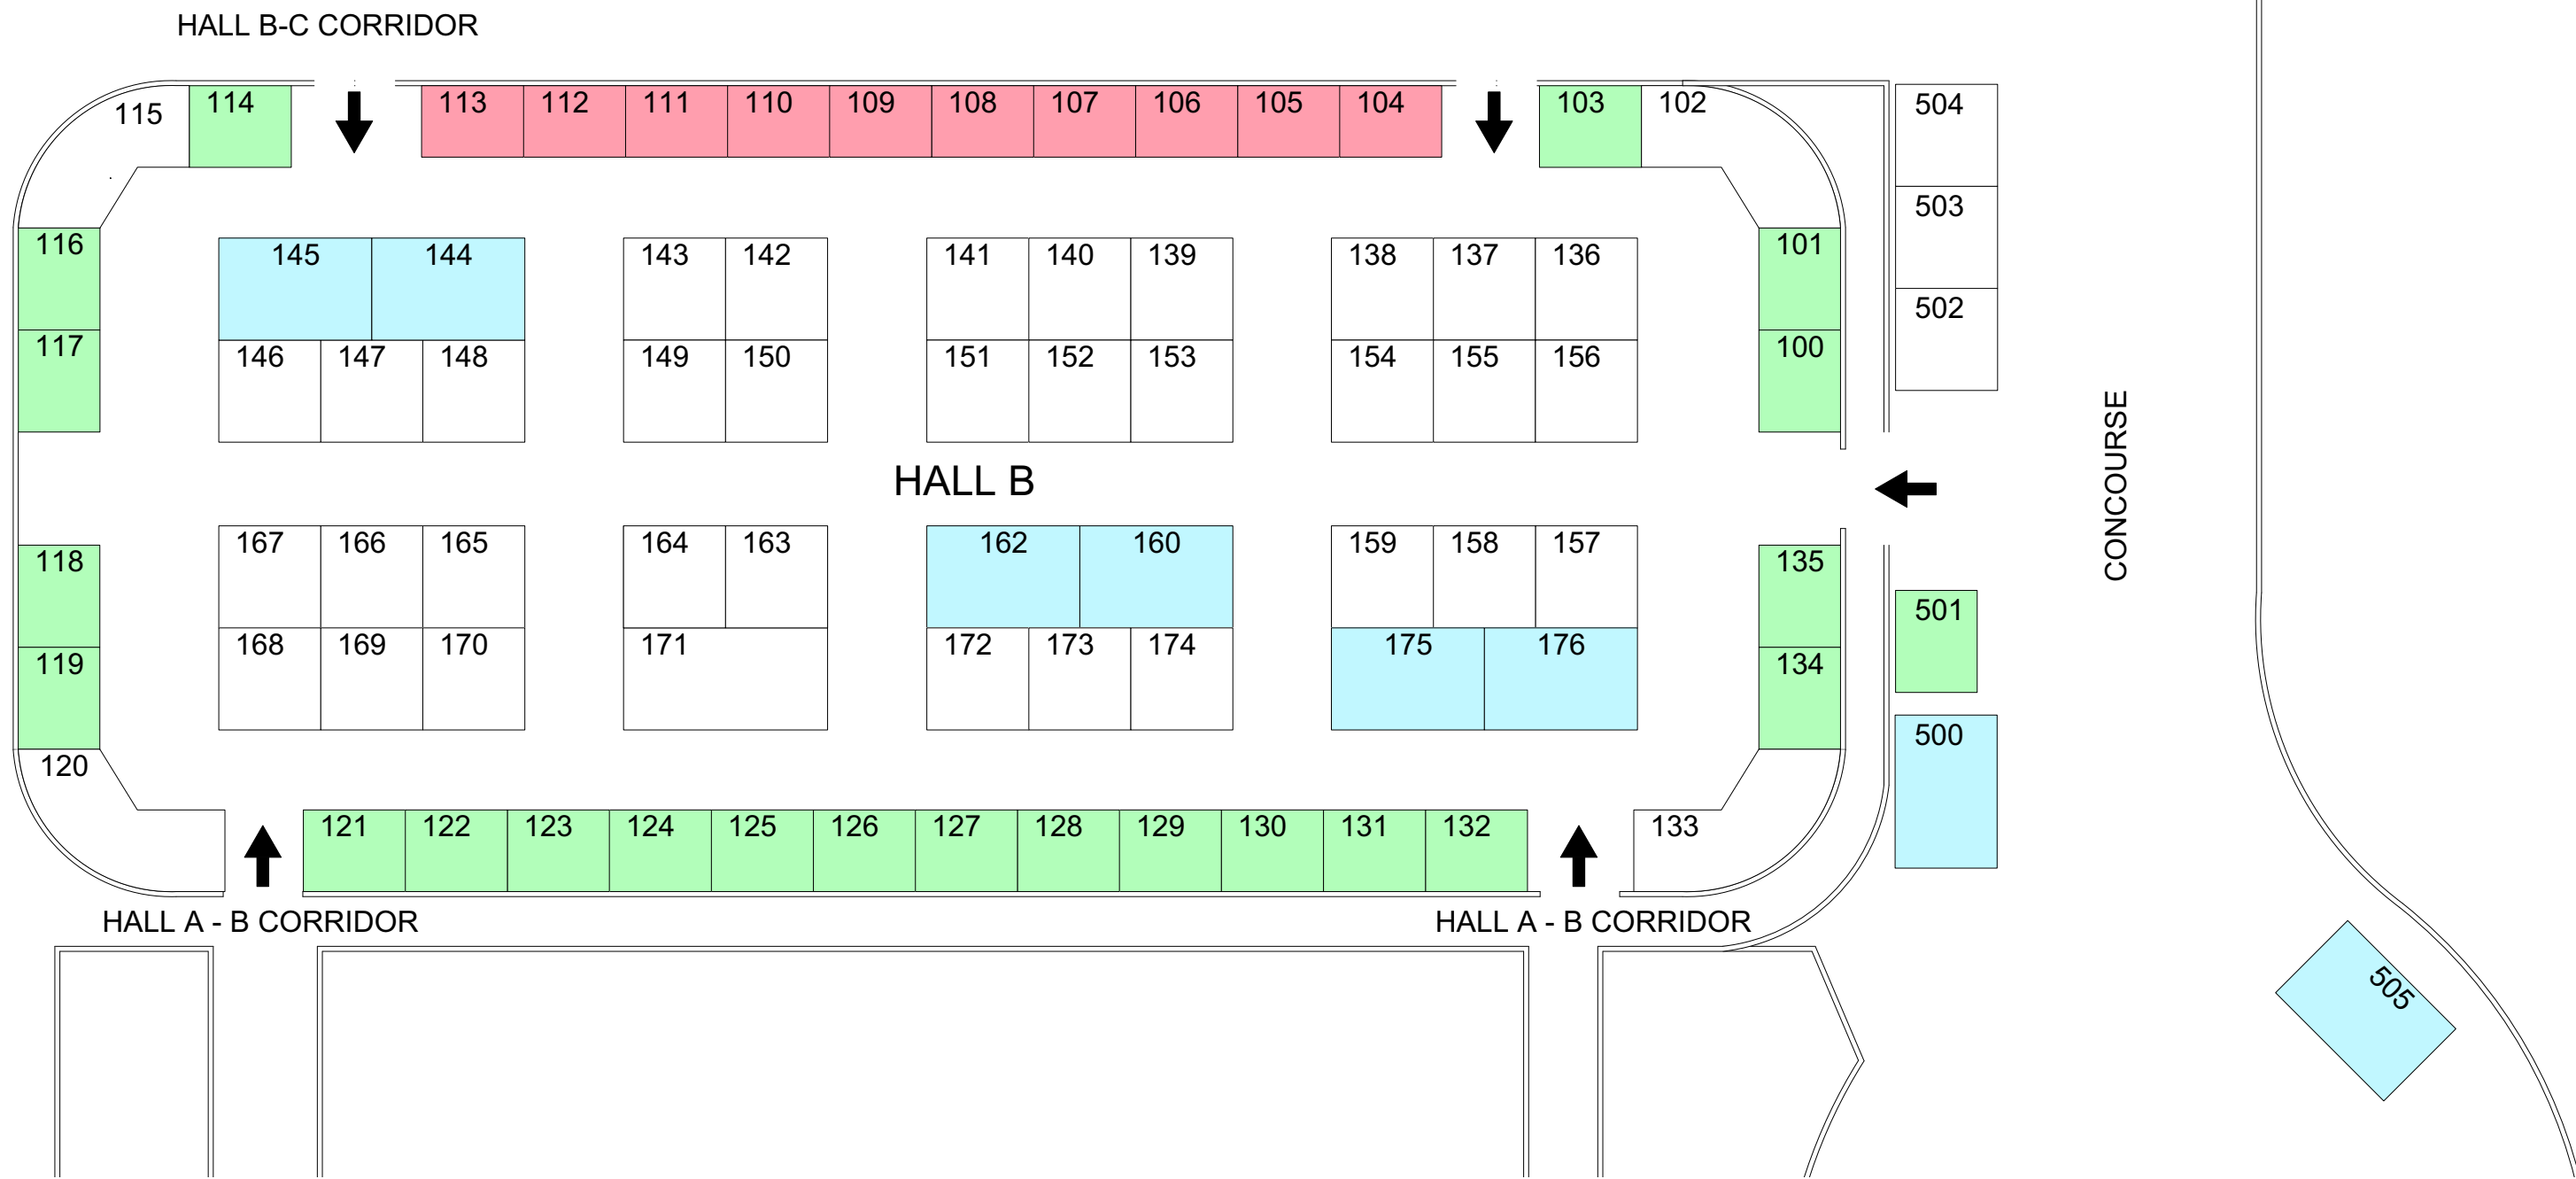 HALL B-C CORRIDOR
115 114 113 112 111 110 109 108 107 106 105 104 103 102 504
503
116 145 144 143 142 141 140 139 138 137 136 101
502
117 146 147 148 149 150 151 152 153 154 155 156 100
HALL B
CONCOURSE
118 167 166 165 164 163 162 160 159 158 157 135
501
119 168 169 170 171 172 173 174 175 176 134
500
120
121 122 123 124 125 126 127 128 129 130 131 132 133
HALL A - B CORRIDOR HALL A - B CORRIDOR
505